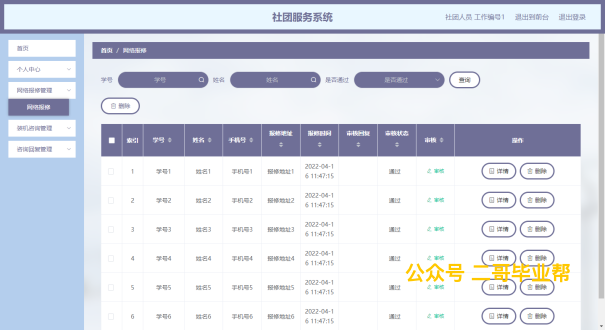 社团服务系统
社团人员 工作编号1 退出到前台 退出登录
首页
个人中心
网络报修管理
网络报修
装机咨询管理
咨询回复管理
首页 / 网络报修
学号 学号 姓名 姓名 是否通过 是否通过 查询
删除
索引 学号 姓名 手机号 报修地址 报修时间 审核回复 审核状态 审核 操作
1 学号1 姓名1 手机号1 报修地址1 2022-04-16 11:47:15 通过 审核 详情 删除
2 学号2 姓名2 手机号2 报修地址2 2022-04-16 11:47:15 通过 审核 详情 删除
3 学号3 姓名3 手机号3 报修地址3 2022-04-16 11:47:15 通过 审核 详情 删除
4 学号4 姓名4 手机号4 报修地址4 2022-04-16 11:47:15 通过 审核 详情 删除
公众号 二哥毕业帮
5 学号5 姓名5 手机号5 报修地址5 2022-04-16 11:47:15 通过 审核 详情 删除
6 学号6 姓名6 手机号6 报修地址6 2022-04-16 11:47:15 通过 审核 详情 删除